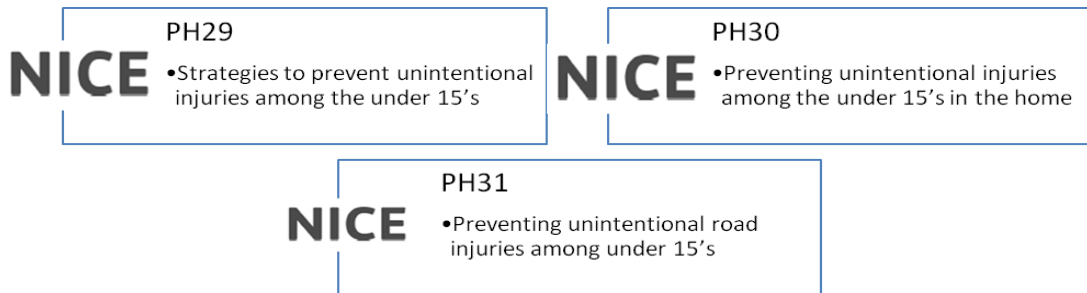 NICE
PH29
•Strategies to prevent unintentional
injuries among the under 15’s
NICE
PH30
•Preventing unintentional injuries
among the under 15’s in the home
NICE
PH31
•Preventing unintentional road
injuries among under 15’s